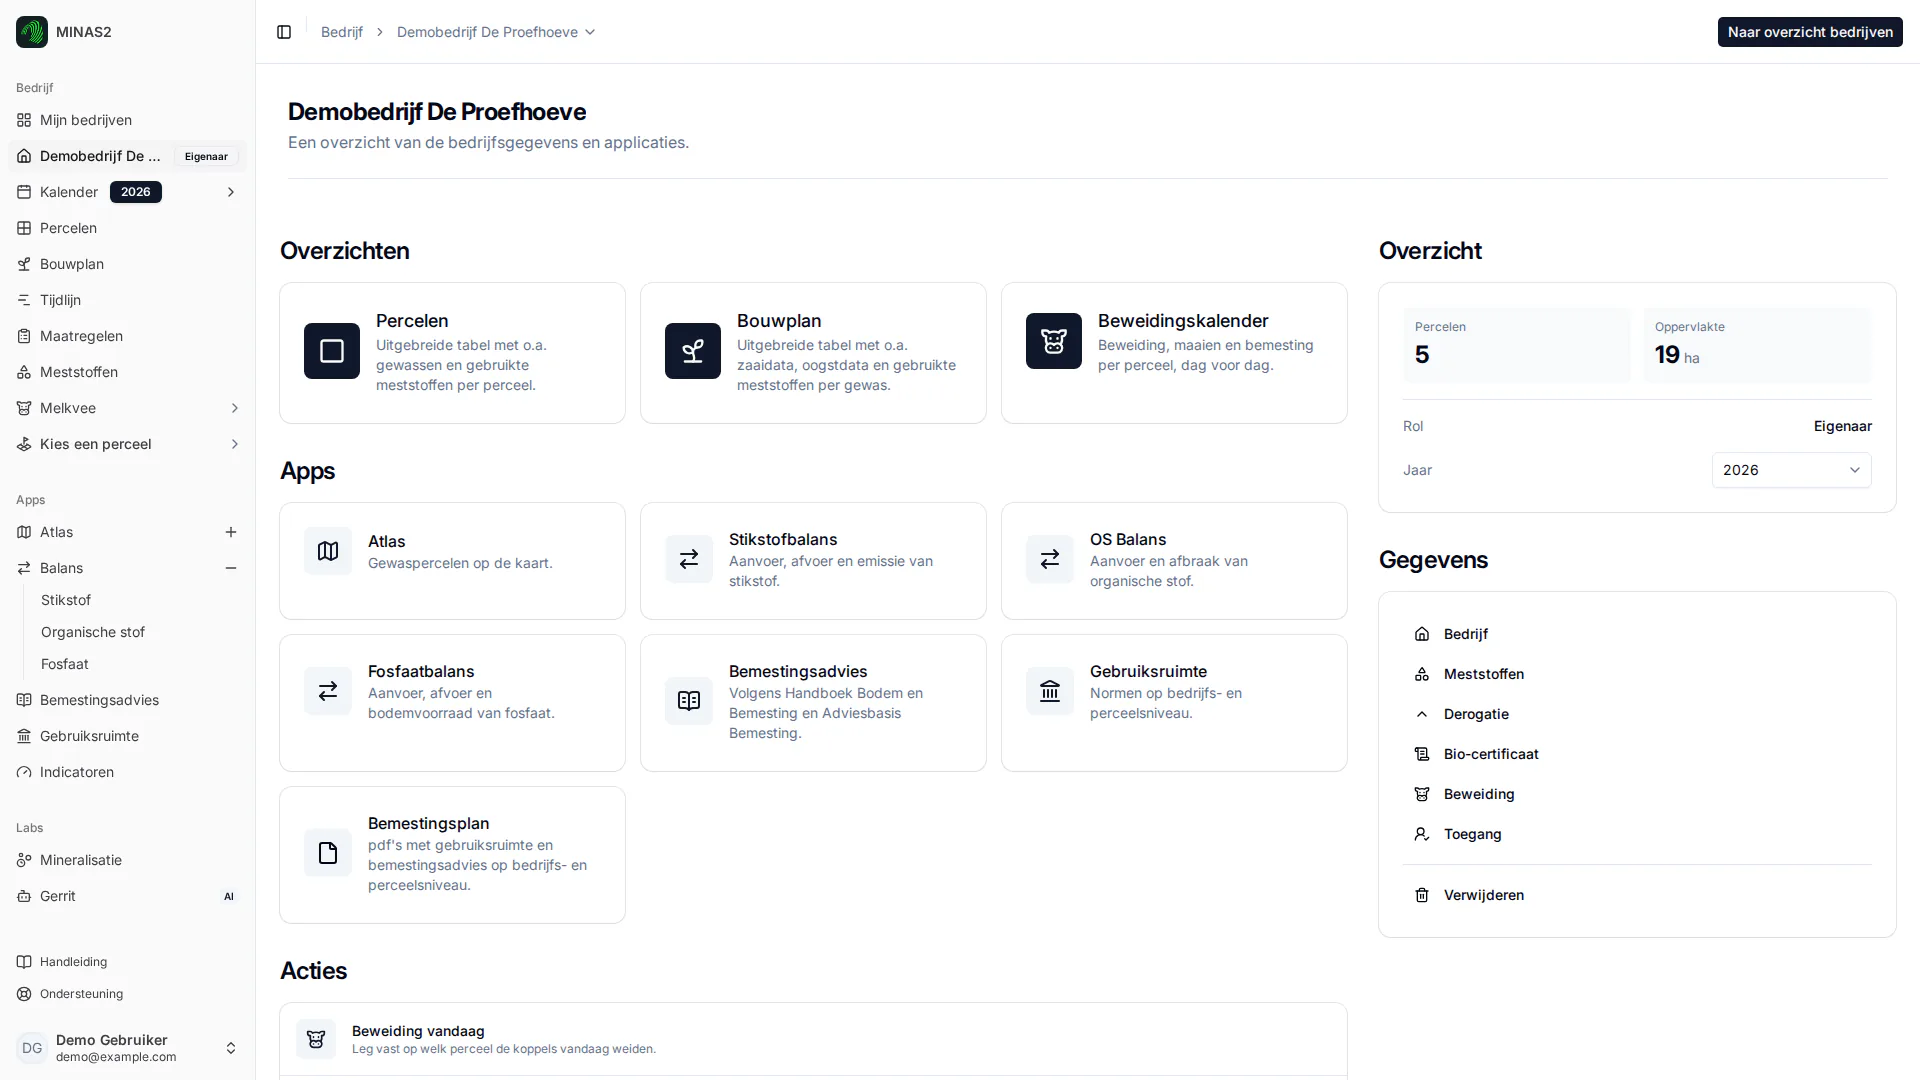 MINAS2
Bedrijf
Mijn bedrijven
Demobedrijf De ... Eigenaar
Kalender 2026
Percelen
Bouwplan
Tijdlijn
Maatregelen
Meststoffen
Melkvee
Kies een perceel
Apps
Atlas
Balans
Stikstof
Organische stof
Fosfaat
Bemestingsadvies
Gebruiksruimte
Indicatoren
Labs
Mineralisatie
Gerrit AI
Handleiding
Ondersteuning
DG Demo Gebruiker
demo@example.com
Bedrijf > Demobedrijf De Proefhoeve
Naar overzicht bedrijven
Demobedrijf De Proefhoeve
Een overzicht van de bedrijfsgegevens en applicaties.
Overzichten
Percelen
Uitgebreide tabel met o.a.
gewassen en gebruikte
meststoffen per perceel.
Bouwplan
Uitgebreide tabel met o.a.
zaaidata, oogstdata en gebruikte
meststoffen per gewas.
Beweidingskalender
Beweiding, maaien en bemesting
per perceel, dag voor dag.
Apps
Atlas
Gewaspercelen op de kaart.
Stikstofbalans
Aanvoer, afvoer en emissie van
stikstof.
OS Balans
Aanvoer en afbraak van
organische stof.
Fosfaatbalans
Aanvoer, afvoer en
bodemvoorraad van fosfaat.
Bemestingsadvies
Volgens Handboek Bodem en
Bemesting en Adviesbasis
Bemesting.
Gebruiksruimte
Normen op bedrijfs- en
perceelsniveau.
Bemestingsplan
pdf's met gebruiksruimte en
bemestingsadvies op bedrijfs- en
perceelsniveau.
Acties
Beweiding vandaag
Leg vast op welk perceel de koppels vandaag weiden.
Overzicht
Percelen
5
Oppervlakte
19 ha
Rol Eigenaar
Jaar 2026
Gegevens
Bedrijf
Meststoffen
Derogatie
Bio-certificaat
Beweiding
Toegang
Verwijderen